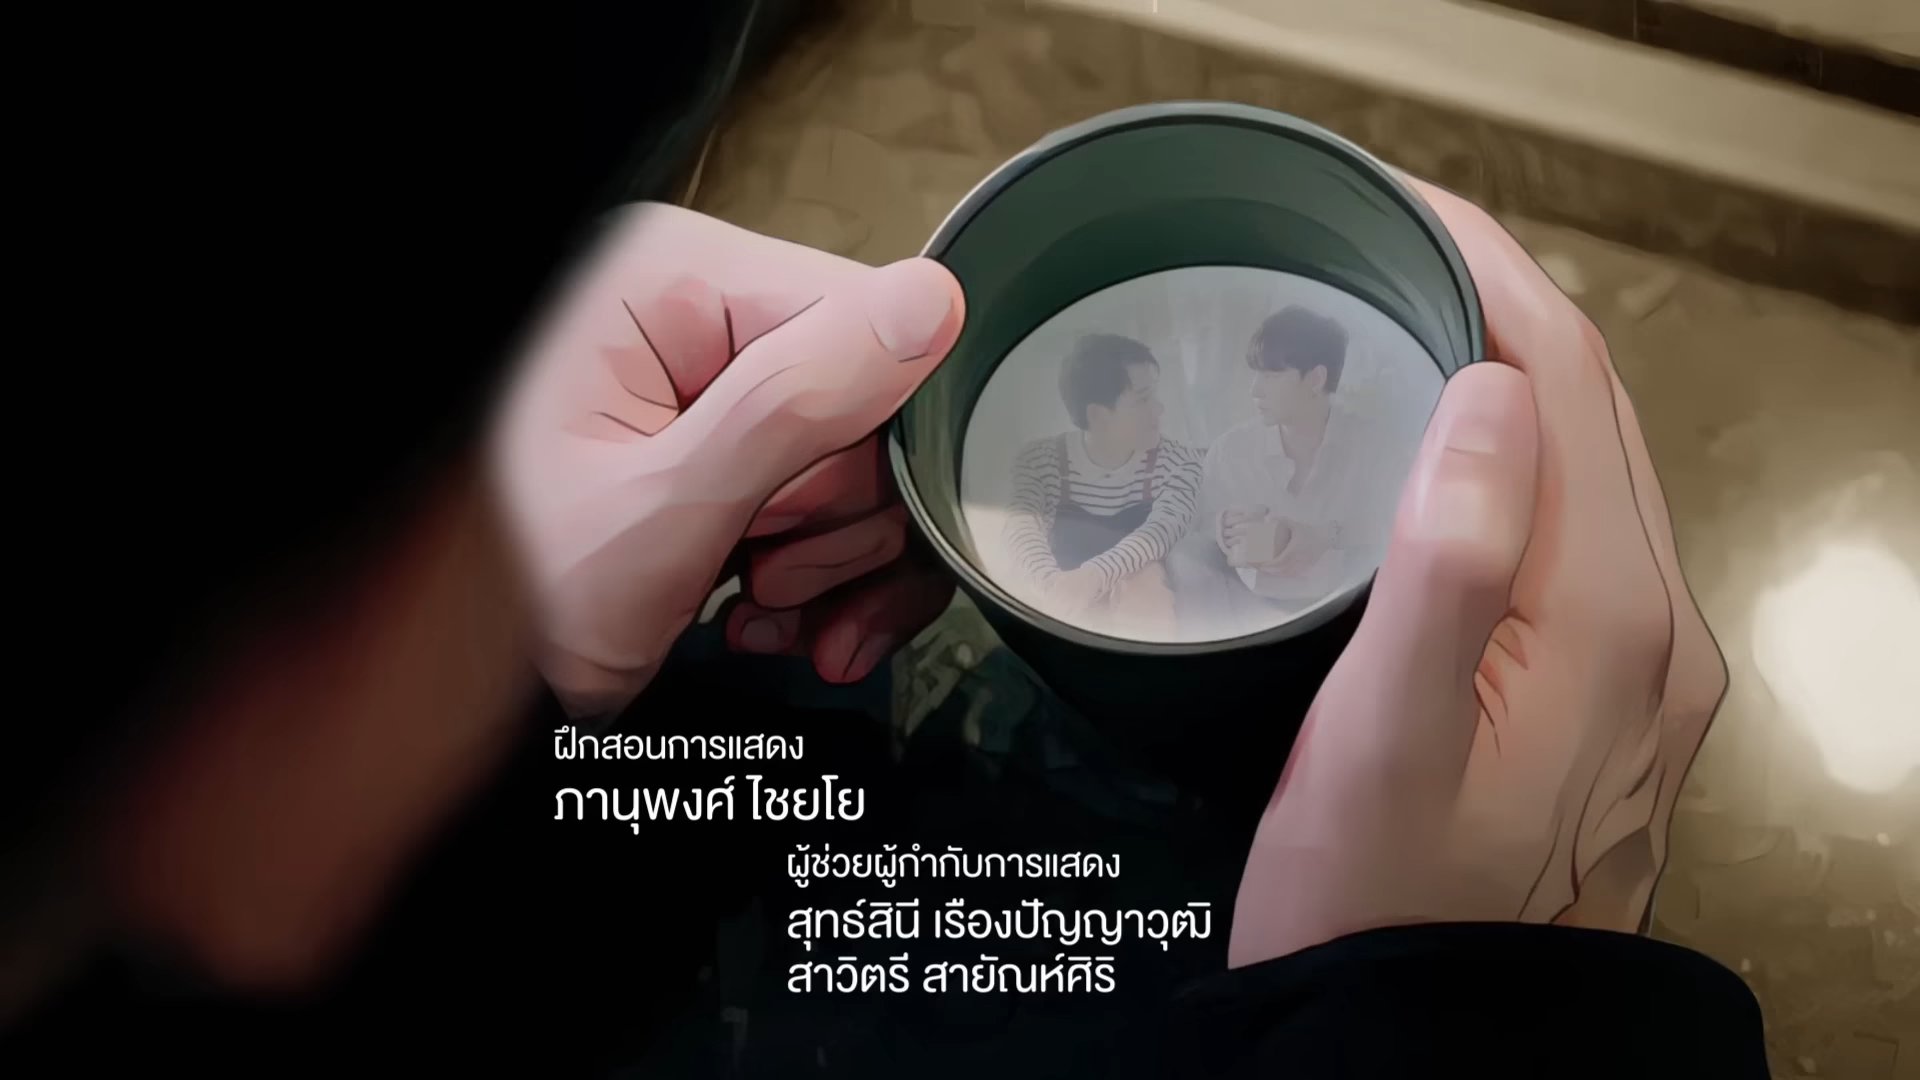 ฝึกสอนการแสดง
ภานุพงศ์ ไชยโย
ผู้ช่วยผู้กำกับการแสดง
สุทธ์สินี เรืองปัญญาวุฒิ
สาวิตรี สายัณห์ศิริ